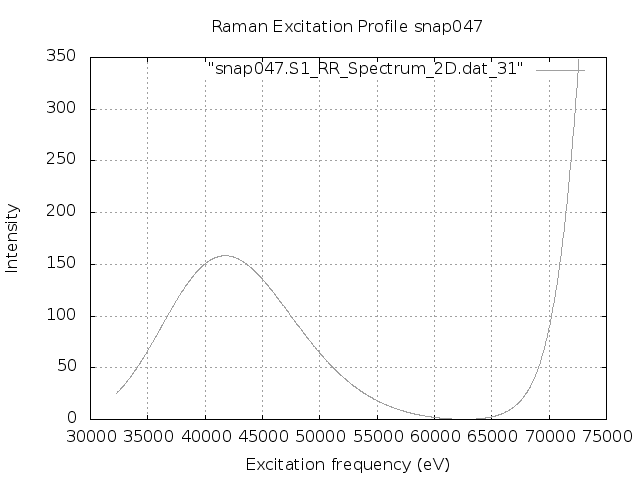 Raman Excitation Profile snap047
350
"snap047.S1_RR_Spectrum_2D.dat_31"
300
250
200
Intensity
150
100
50
0
30000 35000 40000 45000 50000 55000 60000 65000 70000 75000
Excitation frequency (eV)